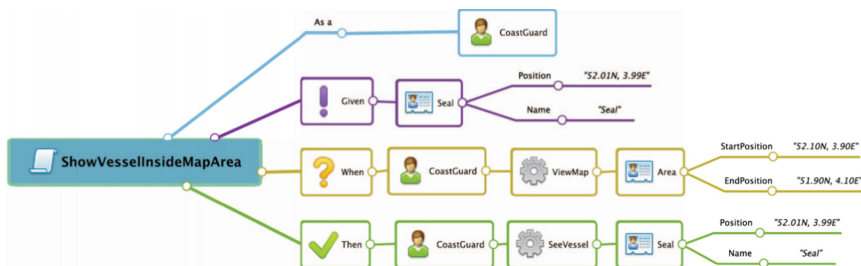 As a
CoastGuard
Position "52.01N, 3.99E"
Given
Seal
Name "Seal"
ShowVesselInsideMapArea
StartPosition "52.10N, 3.90E"
When
CoastGuard
ViewMap
Area
EndPosition "51.90N, 4.10E"
Position "52.01N, 3.99E"
Then
CoastGuard
SeeVessel
Seal
Name "Seal"